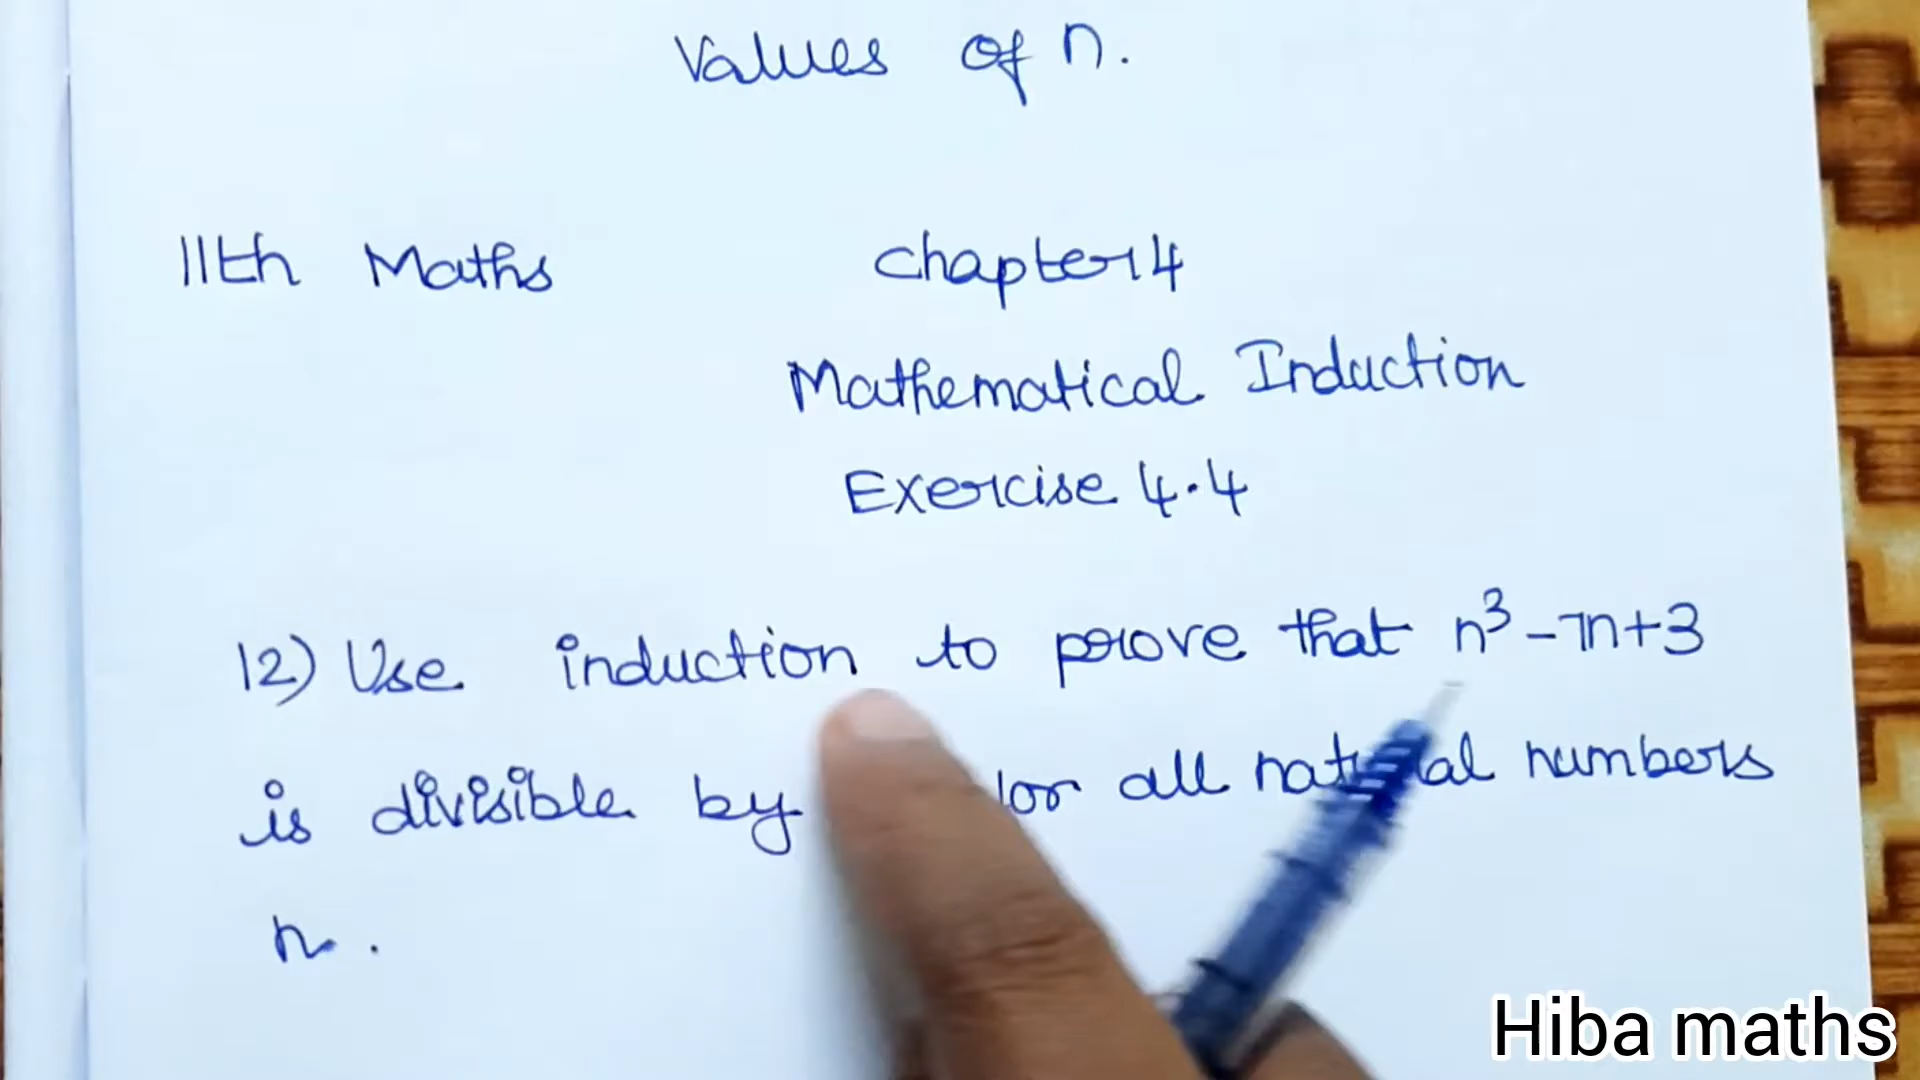 Values of n.
11th Maths Chapter 4
Mathematical Induction
Exercise 4.4
12) Use induction to prove that n³-7n+3
is divisible by all natural numbers
n.
Hiba maths